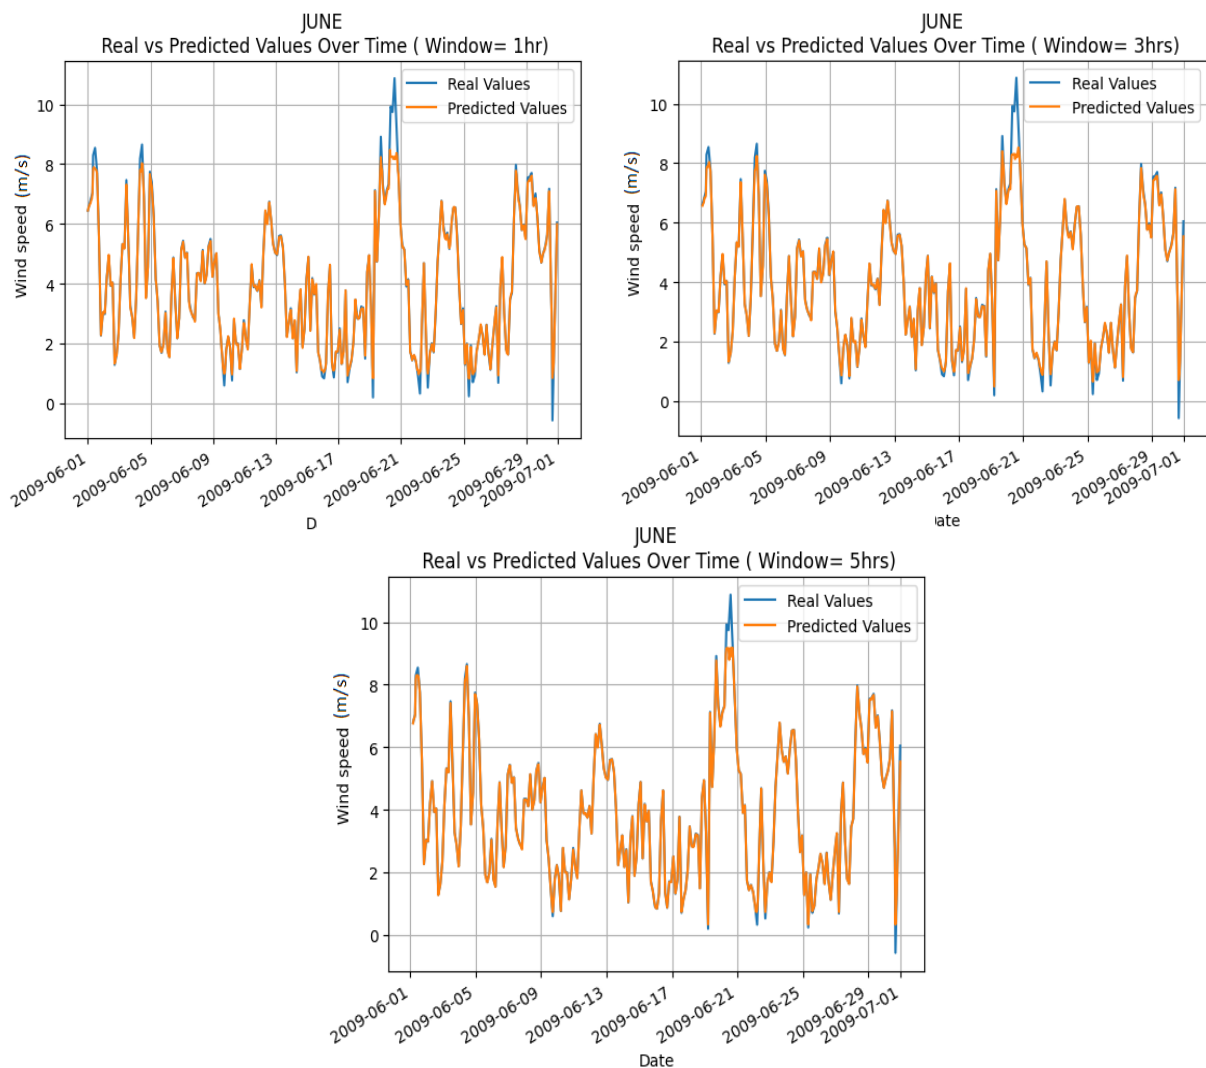 JUNE
Real vs Predicted Values Over Time ( Window= 1hr)
Real Values
Predicted Values
Wind speed (m/s)
10
8
6
4
2
0
2009-06-01
2009-06-05
2009-06-09
2009-06-13
2009-06-17
2009-06-21
2009-06-25
2009-06-29
2009-07-01
D
JUNE
Real vs Predicted Values Over Time ( Window= 3hrs)
Real Values
Predicted Values
Wind speed (m/s)
10
8
6
4
2
0
2009-06-01
2009-06-05
2009-06-09
2009-06-13
2009-06-17
2009-06-21
2009-06-25
2009-06-29
2009-07-01
ate
JUNE
Real vs Predicted Values Over Time ( Window= 5hrs)
Real Values
Predicted Values
Wind speed (m/s)
10
8
6
4
2
0
2009-06-01
2009-06-05
2009-06-09
2009-06-13
2009-06-17
2009-06-21
2009-06-25
2009-06-29
2009-07-01
Date